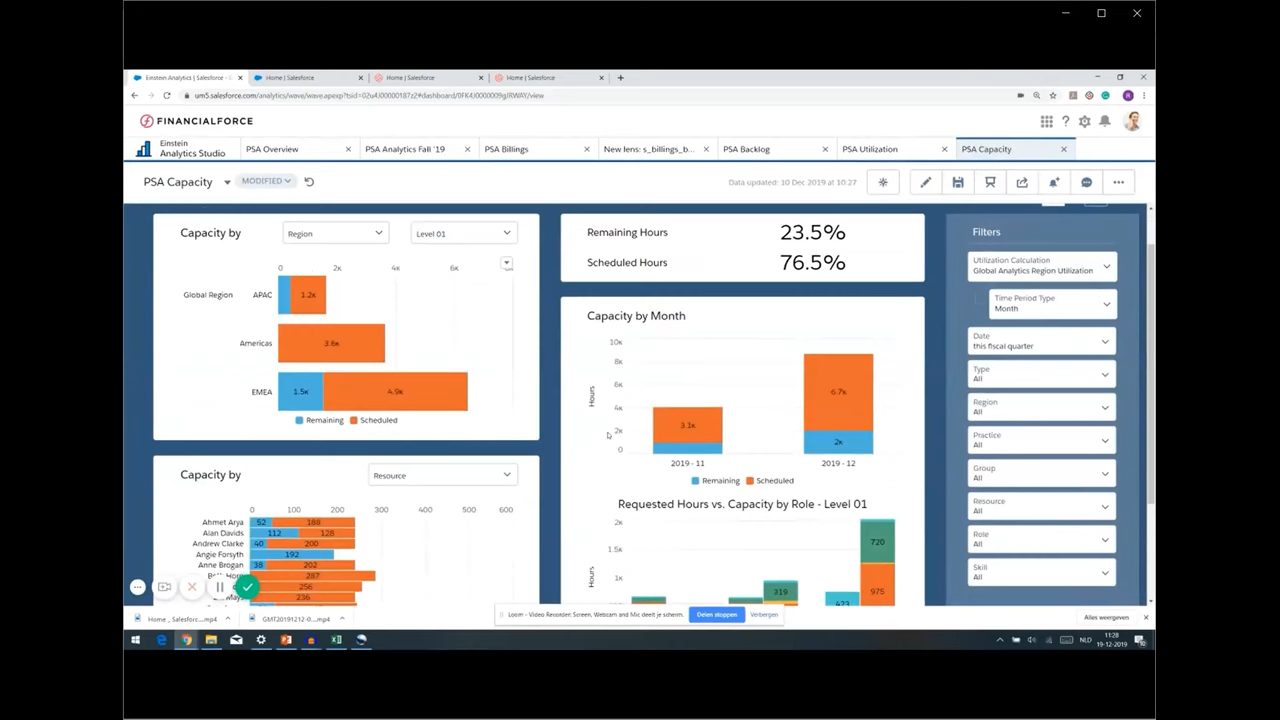 Einstein Analytics | Salesforce
Home | Salesforce
Home | Salesforce
Home | Salesforce
FINANCIALFORCE
Einstein
Analytics Studio
PSA Overview
PSA Analytics Fall '19
PSA Billings
New lens: s_billings_b...
PSA Backlog
PSA Utilization
PSA Capacity
PSA Capacity
MODIFIED
Data updated: 10 Dec 2019 at 10:27
Capacity by
Region
Level 01
0 2K 4K 6K
Global Region
APAC
1.2K
Americas
3.6K
EMEA
1.5K
4.9K
Remaining
Scheduled
Capacity by
Resource
0 100 200 300 400 500 600
Ahmet Arya 52 188
Alan Davids 112 128
Andrew Clarke 40 200
Angie Forsyth 192
Anne Brogan 38 202
287
256
236
Remaining Hours 23.5%
Scheduled Hours 76.5%
Capacity by Month
Hours
10K
8K
6K
4K
2K
0
3.1K
6.7K
2K
2019 - 11
2019 - 12
Remaining
Scheduled
Requested Hours vs. Capacity by Role - Level 01
Hours
2K
1.5K
1K
319
423
720
975
Filters
Utilization Calculation
Global Analytics Region Utilization
Time Period Type
Month
Date
this fiscal quarter
Type
All
Region
All
Practice
All
Group
All
Resource
All
Role
All
Skill
All
Loom – Video Recorder: Screen, Webcam and Mic deelt je scherm.
Delen stoppen
Verbergen
Home _ Salesforc....mp4
GMT20191212-0....mp4
Alles weergeven
NLD
11:28
19-12-2019